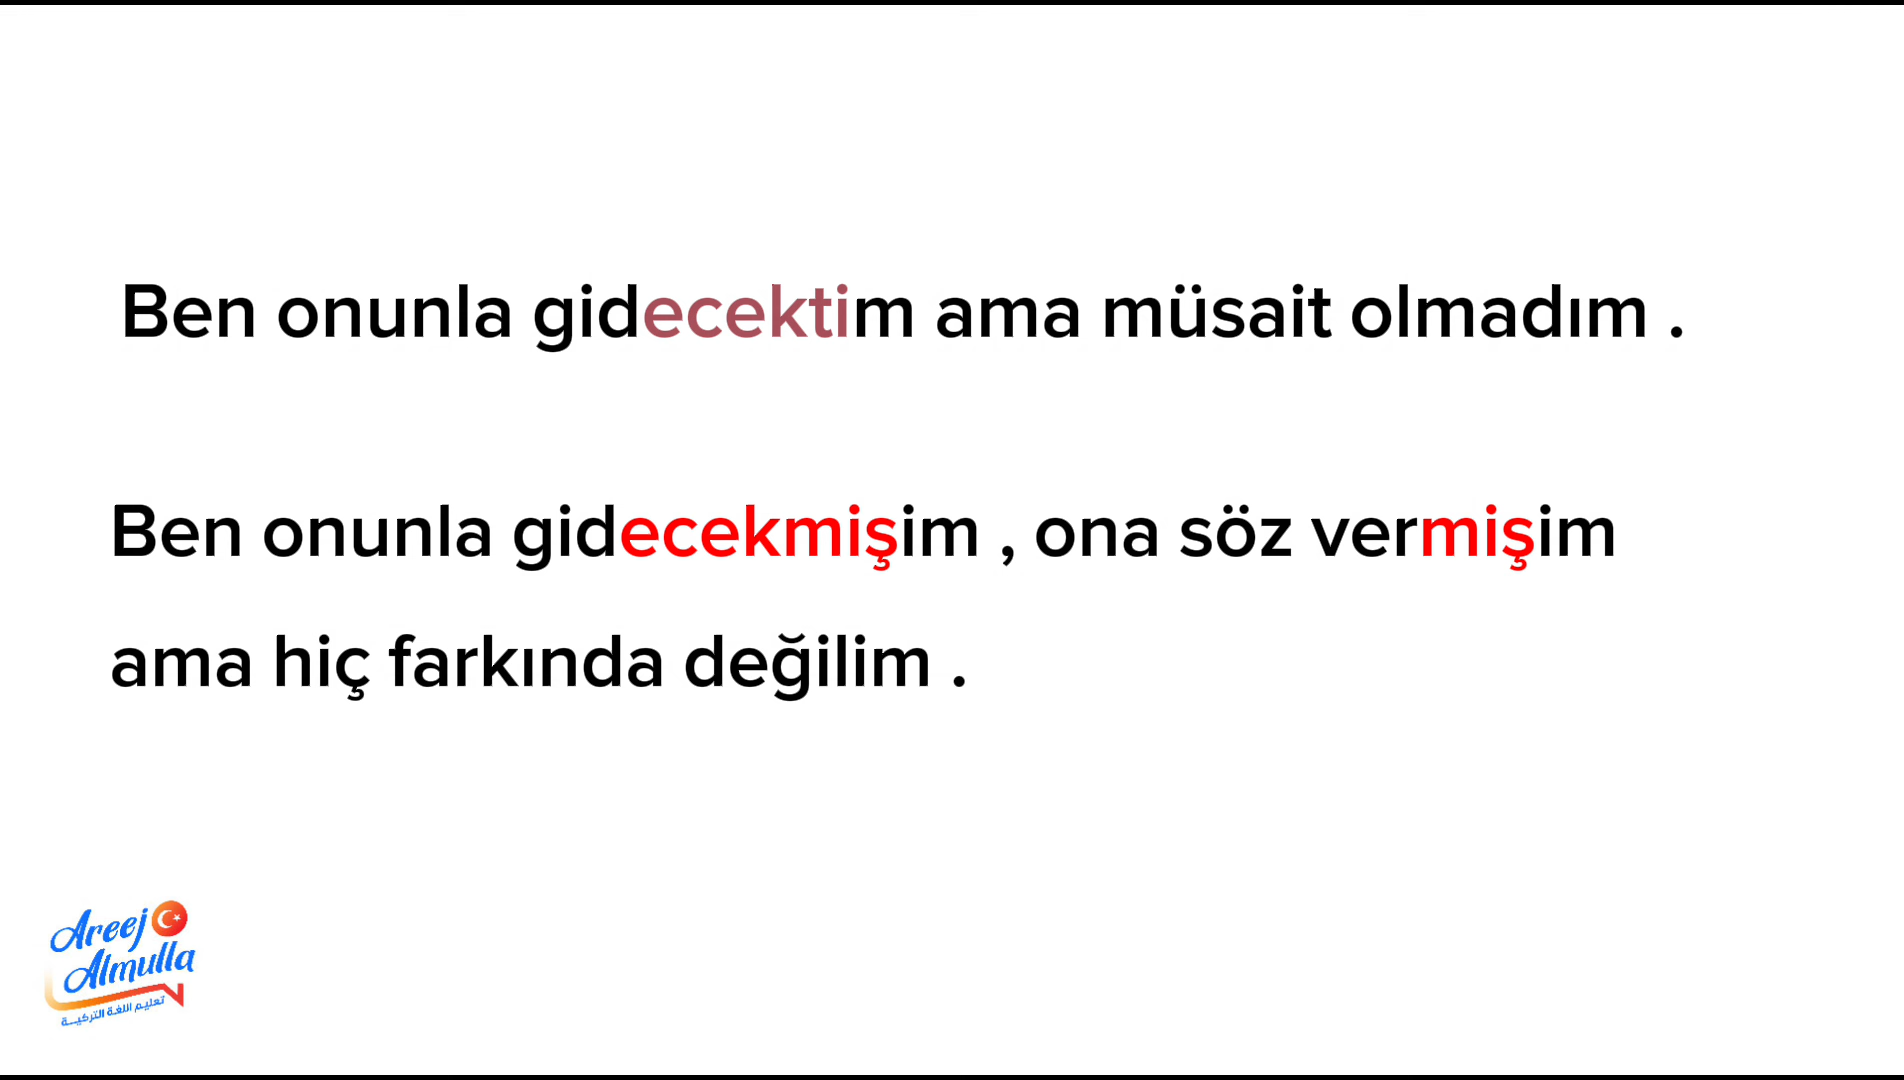 Ben onunla gidecektim ama müsait olmadım .
Ben onunla gidecekmişim , ona söz vermişim
ama hiç farkında değilim .
Areej
Almulla
تعليم اللغة التركيـــة